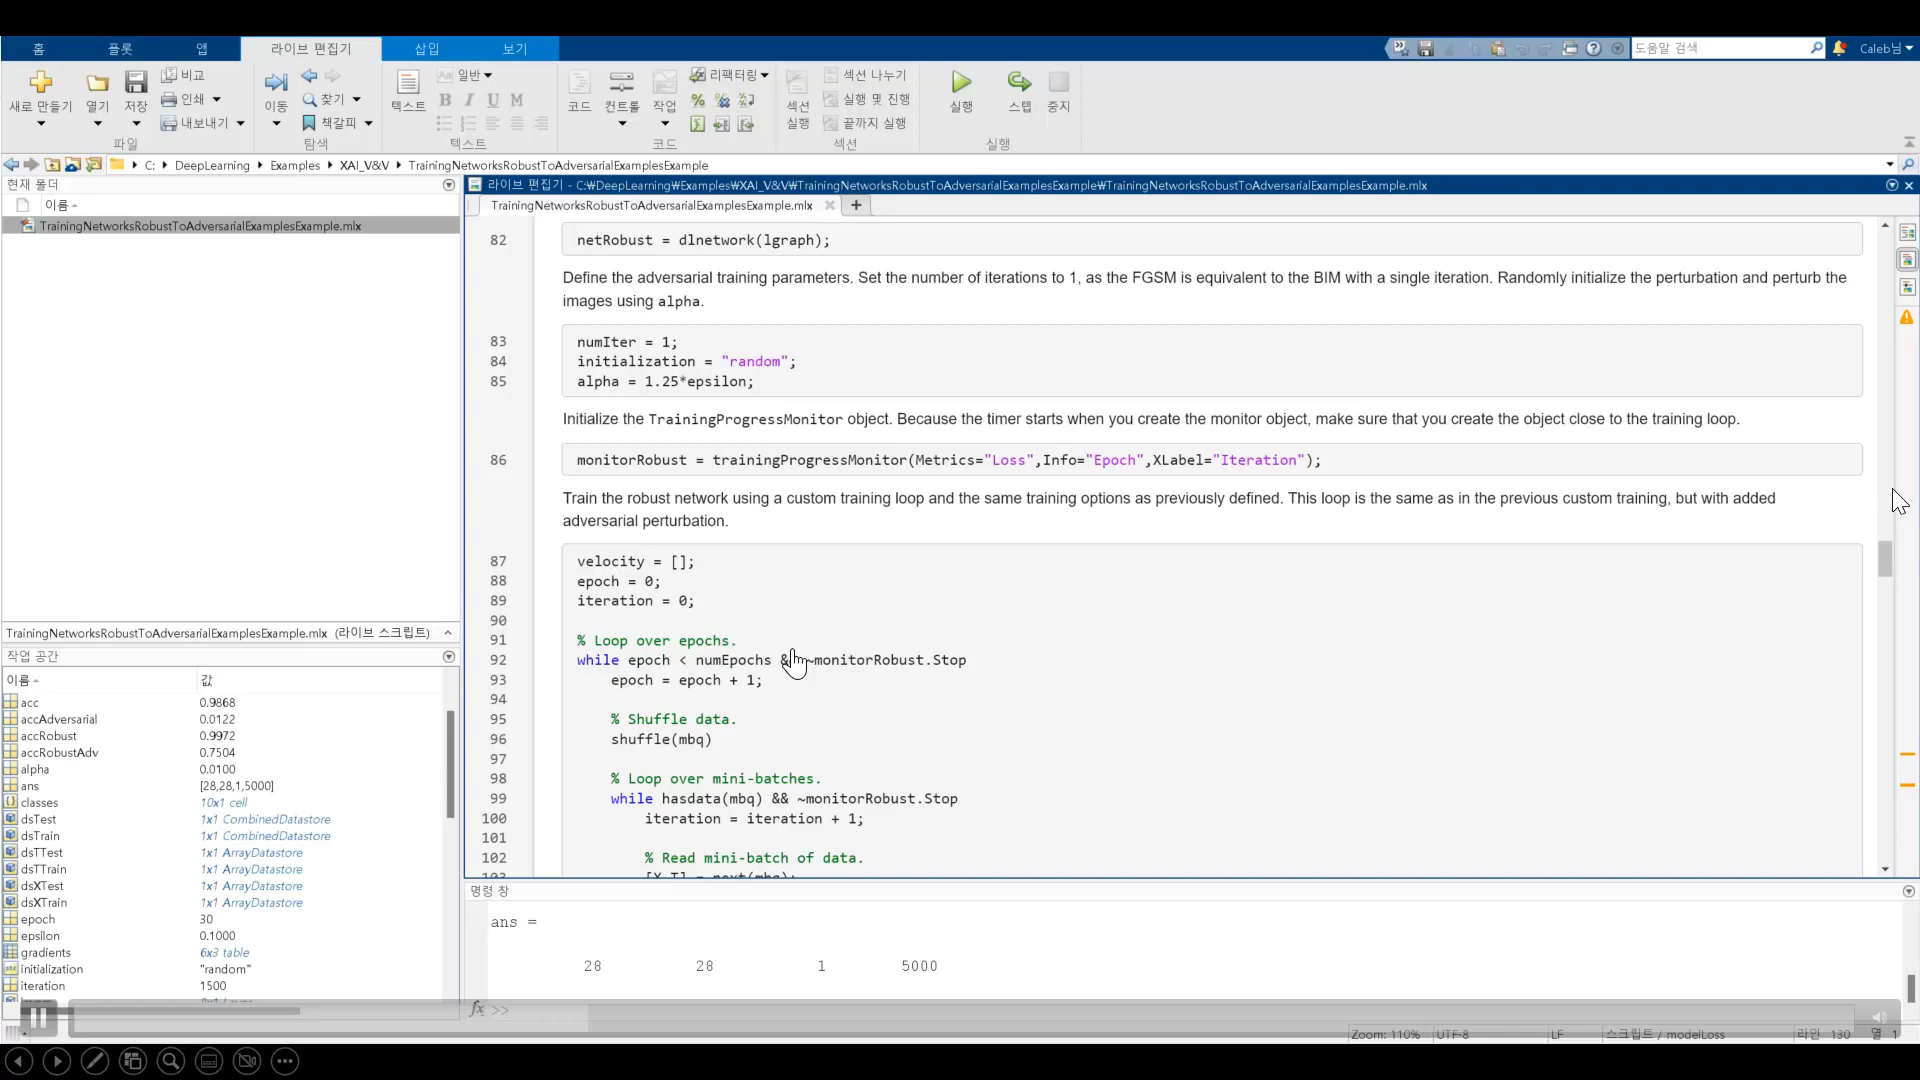 홈 플롯 앱 라이브 편집기 삽입 보기
도움말 검색
Caleb님
새로 만들기 열기 저장
비교
인쇄
내보내기
파일
이동
찾기
책갈피
탐색
텍스트
일반
B I U M
텍스트
코드 컨트롤 작업
리팩터링
코드
섹션 실행
섹션 나누기
실행 및 진행
끝까지 실행
섹션
실행 스텝 중지
실행
C: DeepLearning Examples XAI_V&V TrainingNetworksRobustToAdversarialExamplesExample
현재 폴더
이름
TrainingNetworksRobustToAdversarialExamplesExample.mlx
TrainingNetworksRobustToAdversarialExamplesExample.mlx (라이브 스크립트)
작업 공간
이름 값
acc 0.9868
accAdversarial 0.0122
accRobust 0.9972
accRobustAdv 0.7504
alpha 0.0100
ans [28,28,1,5000]
classes 10x1 cell
dsTest 1x1 CombinedDatastore
dsTrain 1x1 CombinedDatastore
dsTTest 1x1 ArrayDatastore
dsTTrain 1x1 ArrayDatastore
dsXTest 1x1 ArrayDatastore
dsXTrain 1x1 ArrayDatastore
epoch 30
epsilon 0.1000
gradients 6x3 table
initialization "random"
iteration 1500
라이브 편집기 - C:₩DeepLearning₩Examples₩XAI_V&V₩TrainingNetworksRobustToAdversarialExamplesExample₩TrainingNetworksRobustToAdversarialExamplesExample.mlx
TrainingNetworksRobustToAdversarialExamplesExample.mlx
82 netRobust = dlnetwork(lgraph);
Define the adversarial training parameters. Set the number of iterations to 1, as the FGSM is equivalent to the BIM with a single iteration. Randomly initialize the perturbation and perturb the
images using alpha.
83 numIter = 1;
84 initialization = "random";
85 alpha = 1.25*epsilon;
Initialize the TrainingProgressMonitor object. Because the timer starts when you create the monitor object, make sure that you create the object close to the training loop.
86 monitorRobust = trainingProgressMonitor(Metrics="Loss",Info="Epoch",XLabel="Iteration");
Train the robust network using a custom training loop and the same training options as previously defined. This loop is the same as in the previous custom training, but with added
adversarial perturbation.
87 velocity = [];
88 epoch = 0;
89 iteration = 0;
90
91 % Loop over epochs.
92 while epoch < numEpochs && ~monitorRobust.Stop
93 epoch = epoch + 1;
94
95 % Shuffle data.
96 shuffle(mbq)
97
98 % Loop over mini-batches.
99 while hasdata(mbq) && ~monitorRobust.Stop
100 iteration = iteration + 1;
101
102 % Read mini-batch of data.
103 [X,T] = next(mbq);
명령 창
ans =
28 28 1 5000
fx >>
Zoom: 110% UTF-8 LF 스크립트 / modelLoss 라인 130 열 1